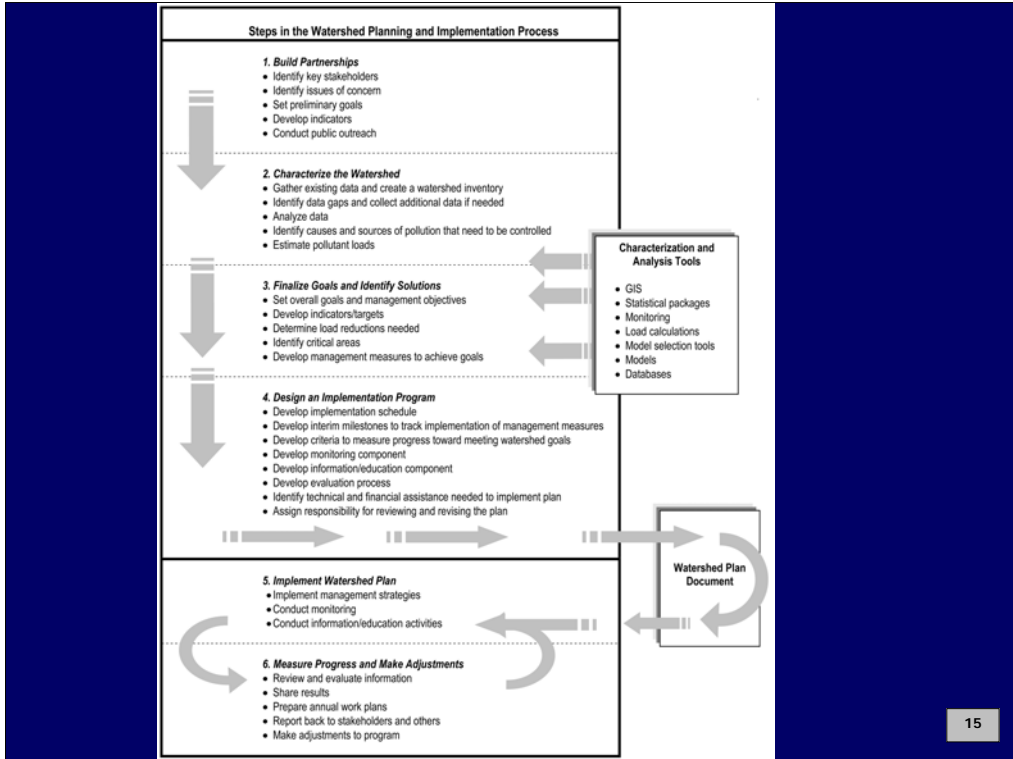 Steps in the Watershed Planning and Implementation Process
1. Build Partnerships
• Identify key stakeholders
• Identify issues of concern
• Set preliminary goals
• Develop indicators
• Conduct public outreach
2. Characterize the Watershed
• Gather existing data and create a watershed inventory
• Identify data gaps and collect additional data if needed
• Analyze data
• Identify causes and sources of pollution that need to be controlled
• Estimate pollutant loads
Characterization and
Analysis Tools
• GIS
• Statistical packages
• Monitoring
• Load calculations
• Model selection tools
• Models
• Databases
3. Finalize Goals and Identify Solutions
• Set overall goals and management objectives
• Develop indicators/targets
• Determine load reductions needed
• Identify critical areas
• Develop management measures to achieve goals
4. Design an Implementation Program
• Develop implementation schedule
• Develop interim milestones to track implementation of management measures
• Develop criteria to measure progress toward meeting watershed goals
• Develop monitoring component
• Develop information/education component
• Develop evaluation process
• Identify technical and financial assistance needed to implement plan
• Assign responsibility for reviewing and revising the plan
Watershed Plan
Document
5. Implement Watershed Plan
• Implement management strategies
• Conduct monitoring
• Conduct information/education activities
6. Measure Progress and Make Adjustments
• Review and evaluate information
• Share results
• Prepare annual work plans
• Report back to stakeholders and others
• Make adjustments to program
15